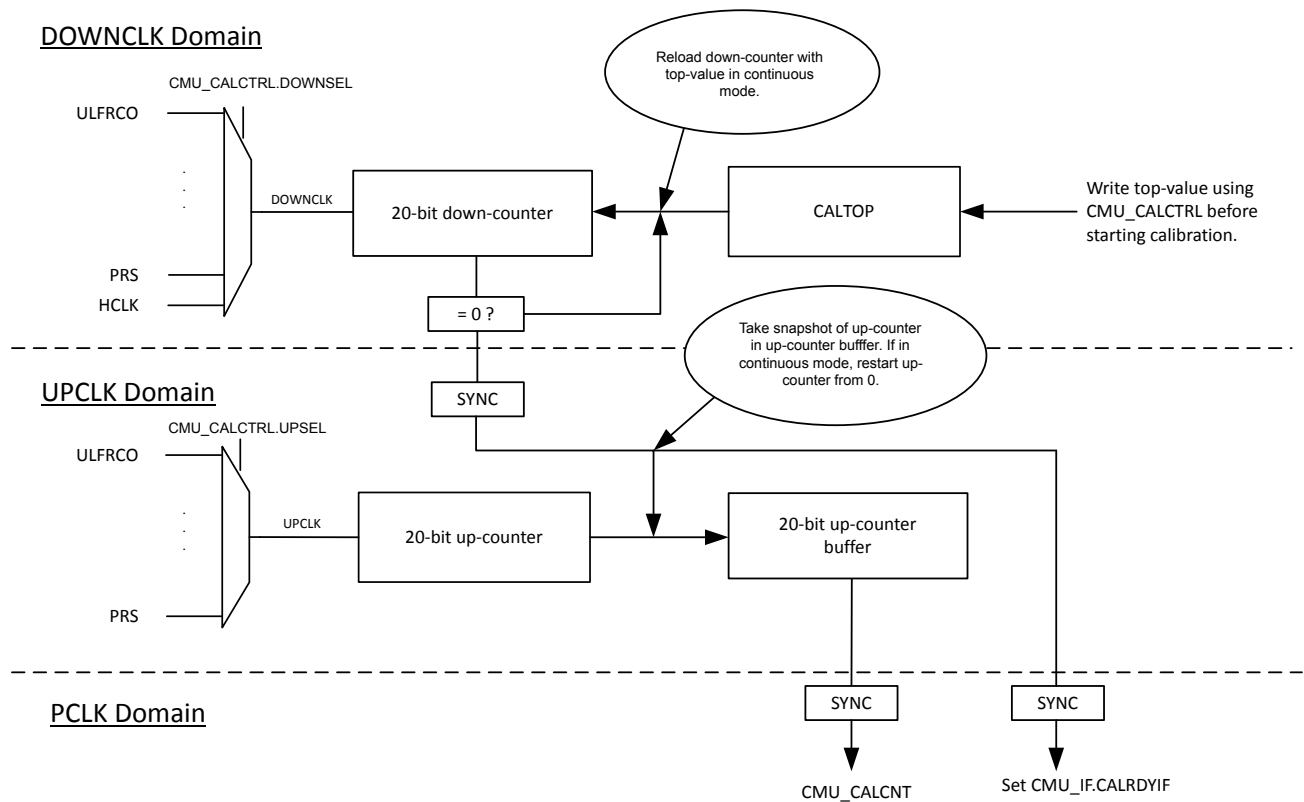 DOWNCLK Domain
Reload down-counter with
top-value in continuous
mode.
CMU_CALCTRL.DOWNSEL
ULFRCO
.
.
.
DOWNCLK
20-bit down-counter
CALTOP
Write top-value using
CMU_CALCTRL before
starting calibration.
PRS
HCLK
= 0 ?
Take snapshot of up-counter
in up-counter bufffer. If in
continuous mode, restart up-
counter from 0.
UPCLK Domain
SYNC
CMU_CALCTRL.UPSEL
ULFRCO
.
.
.
UPCLK
20-bit up-counter
20-bit up-counter
buffer
PRS
PCLK Domain
SYNC
SYNC
CMU_CALCNT
Set CMU_IF.CALRDYIF